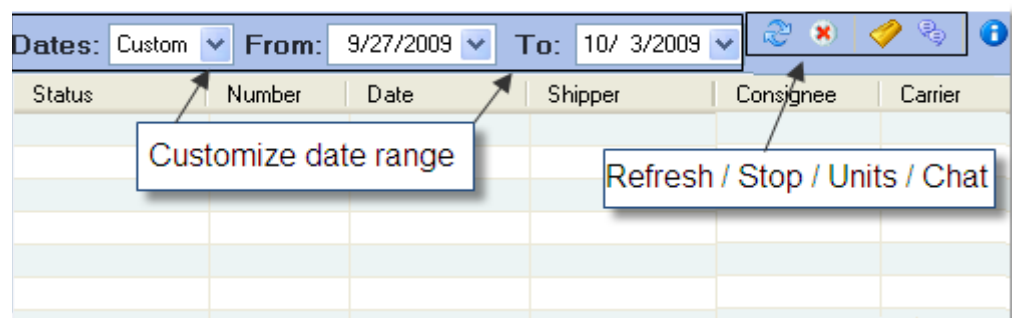 Dates: Custom From: 9/27/2009 To: 10/ 3/2009
Status Number Date Shipper Consignee Carrier
Customize date range
Refresh / Stop / Units / Chat